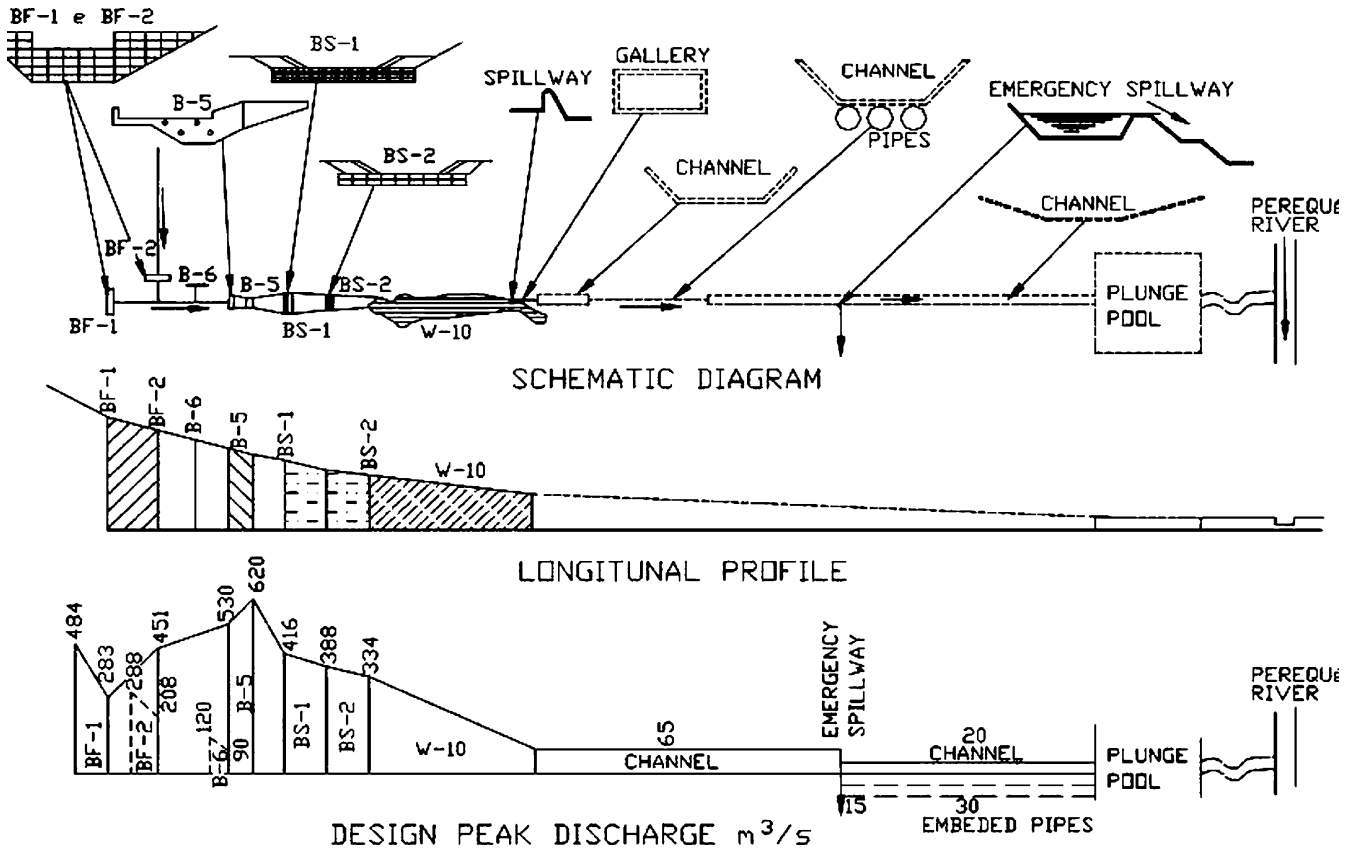 BF-1 e BF-2
BS-1
B-5
SPILLWAY
GALLERY
CHANNEL
PIPES
EMERGENCY SPILLWAY
BS-2
CHANNEL
CHANNEL
PEREQUé
RIVER
BF-2
B-6
B-5
BS-2
BF-1
BS-1
W-10
PLUNGE
POOL
SCHEMATIC DIAGRAM
BF-1
BF-2
B-6
B-5
BS-1
BS-2
W-10
LONGITUNAL PROFILE
484
283
288
451
208
120
530
90
620
416
388
334
BF-1
BF-2
B-6
B-5
BS-1
BS-2
W-10
65
CHANNEL
EMERGENCY
SPILLWAY
20
CHANNEL
15
30
EMBEDED PIPES
PLUNGE
POOL
PEREQUé
RIVER
DESIGN PEAK DISCHARGE m³/s